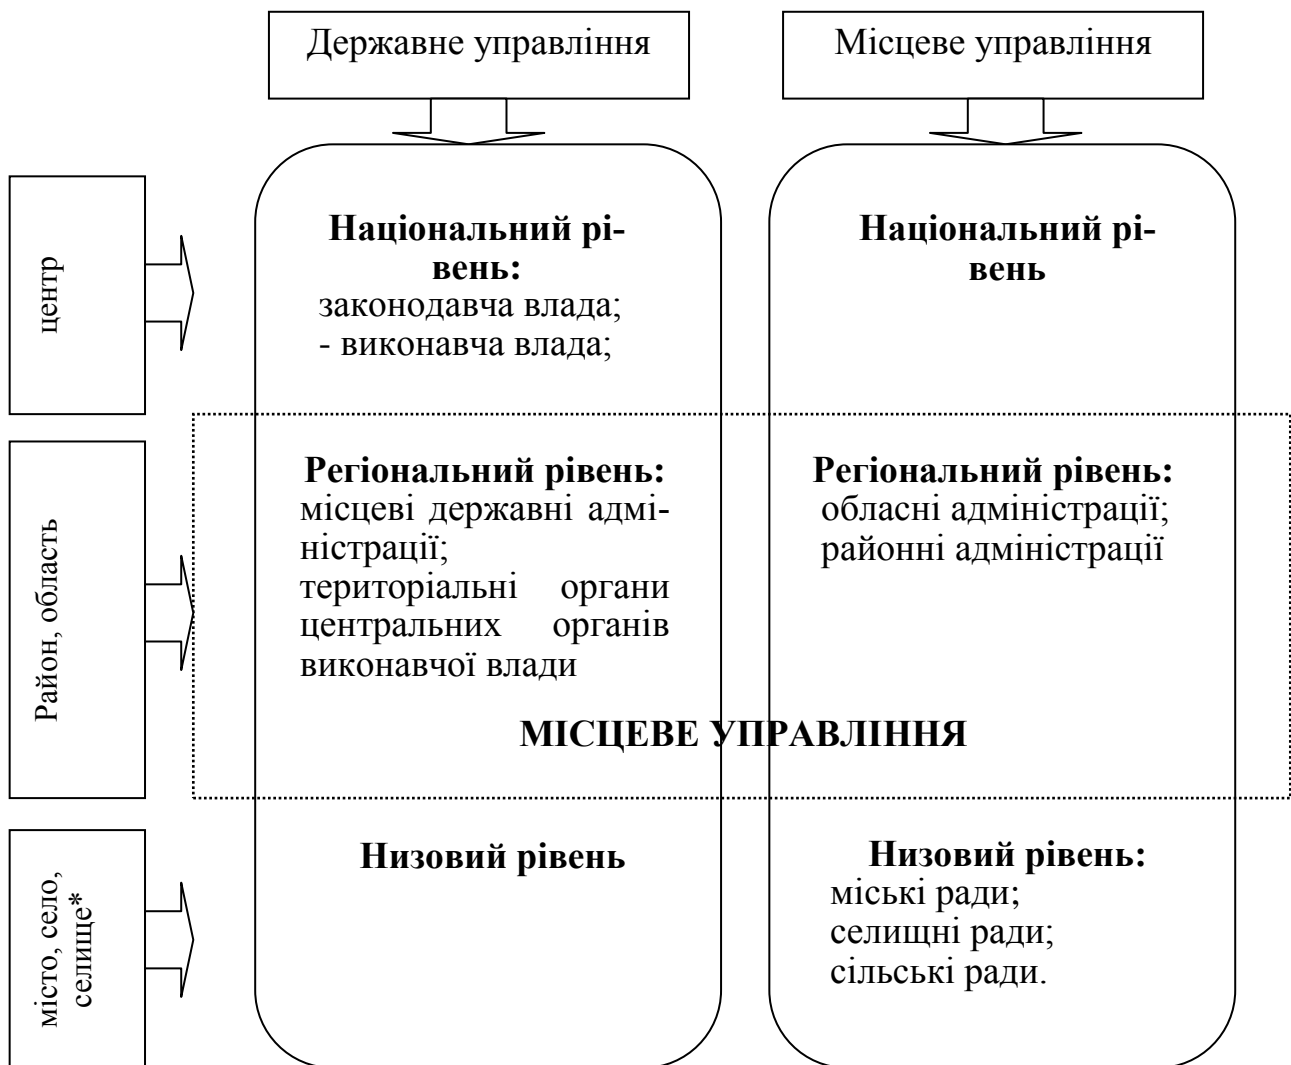 Державне управління
Місцеве управління
центр
Національний рі-
вень:
законодавча влада;
- виконавча влада;
Національний рі-
вень
Район, область
Регіональний рівень:
місцеві державні адмі-
ністрації;
територіальні органи
центральних органів
виконавчої влади
Регіональний рівень:
обласні адміністрації;
районні адміністрації
МІСЦЕВЕ УПРАВЛІННЯ
місто, село,
селище*
Низовий рівень
Низовий рівень:
міські ради;
селищні ради;
сільські ради.